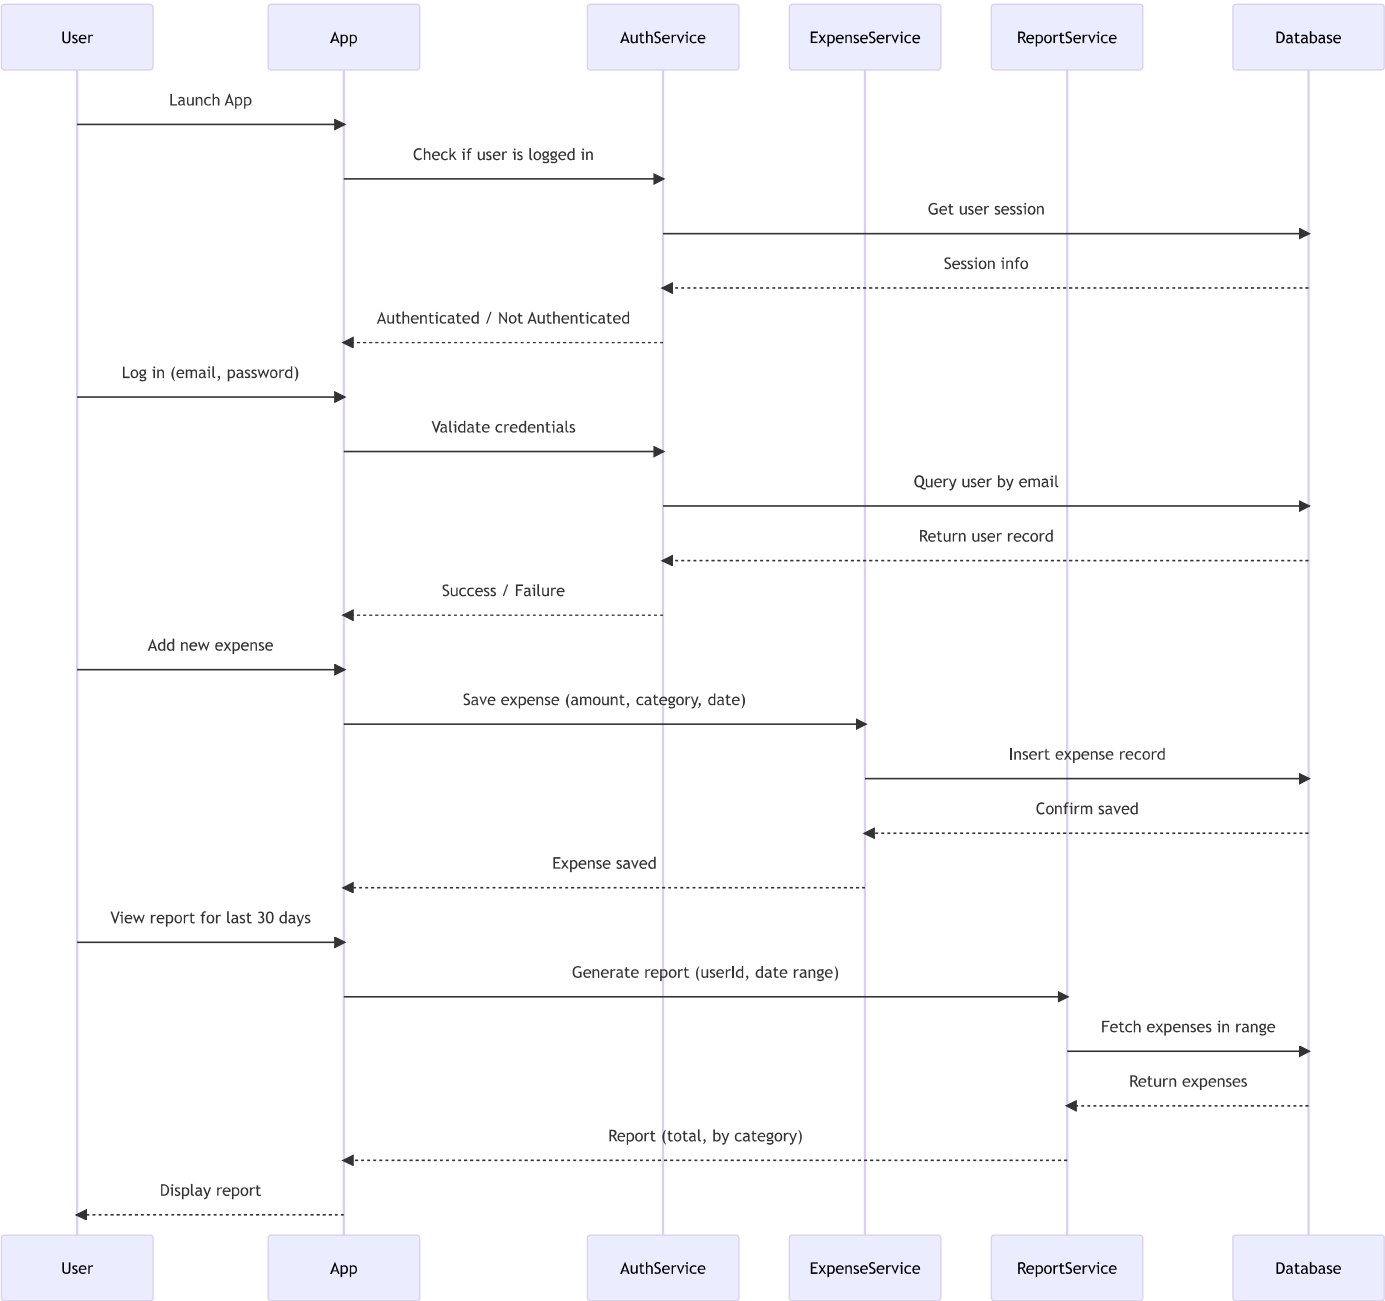 User
App
AuthService
ExpenseService
ReportService
Database
Launch App
Check if user is logged in
Get user session
Session info
Authenticated / Not Authenticated
Log in (email, password)
Validate credentials
Query user by email
Return user record
Success / Failure
Add new expense
Save expense (amount, category, date)
Insert expense record
Confirm saved
Expense saved
View report for last 30 days
Generate report (userId, date range)
Fetch expenses in range
Return expenses
Report (total, by category)
Display report
User
App
AuthService
ExpenseService
ReportService
Database